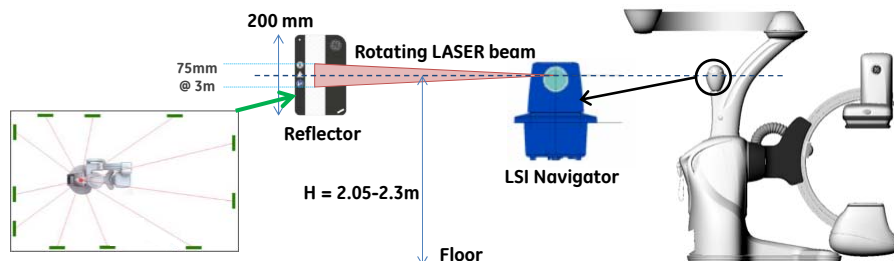 200 mm
Rotating LASER beam
75mm
@ 3m
Reflector
LSI Navigator
H = 2.05-2.3m
Floor